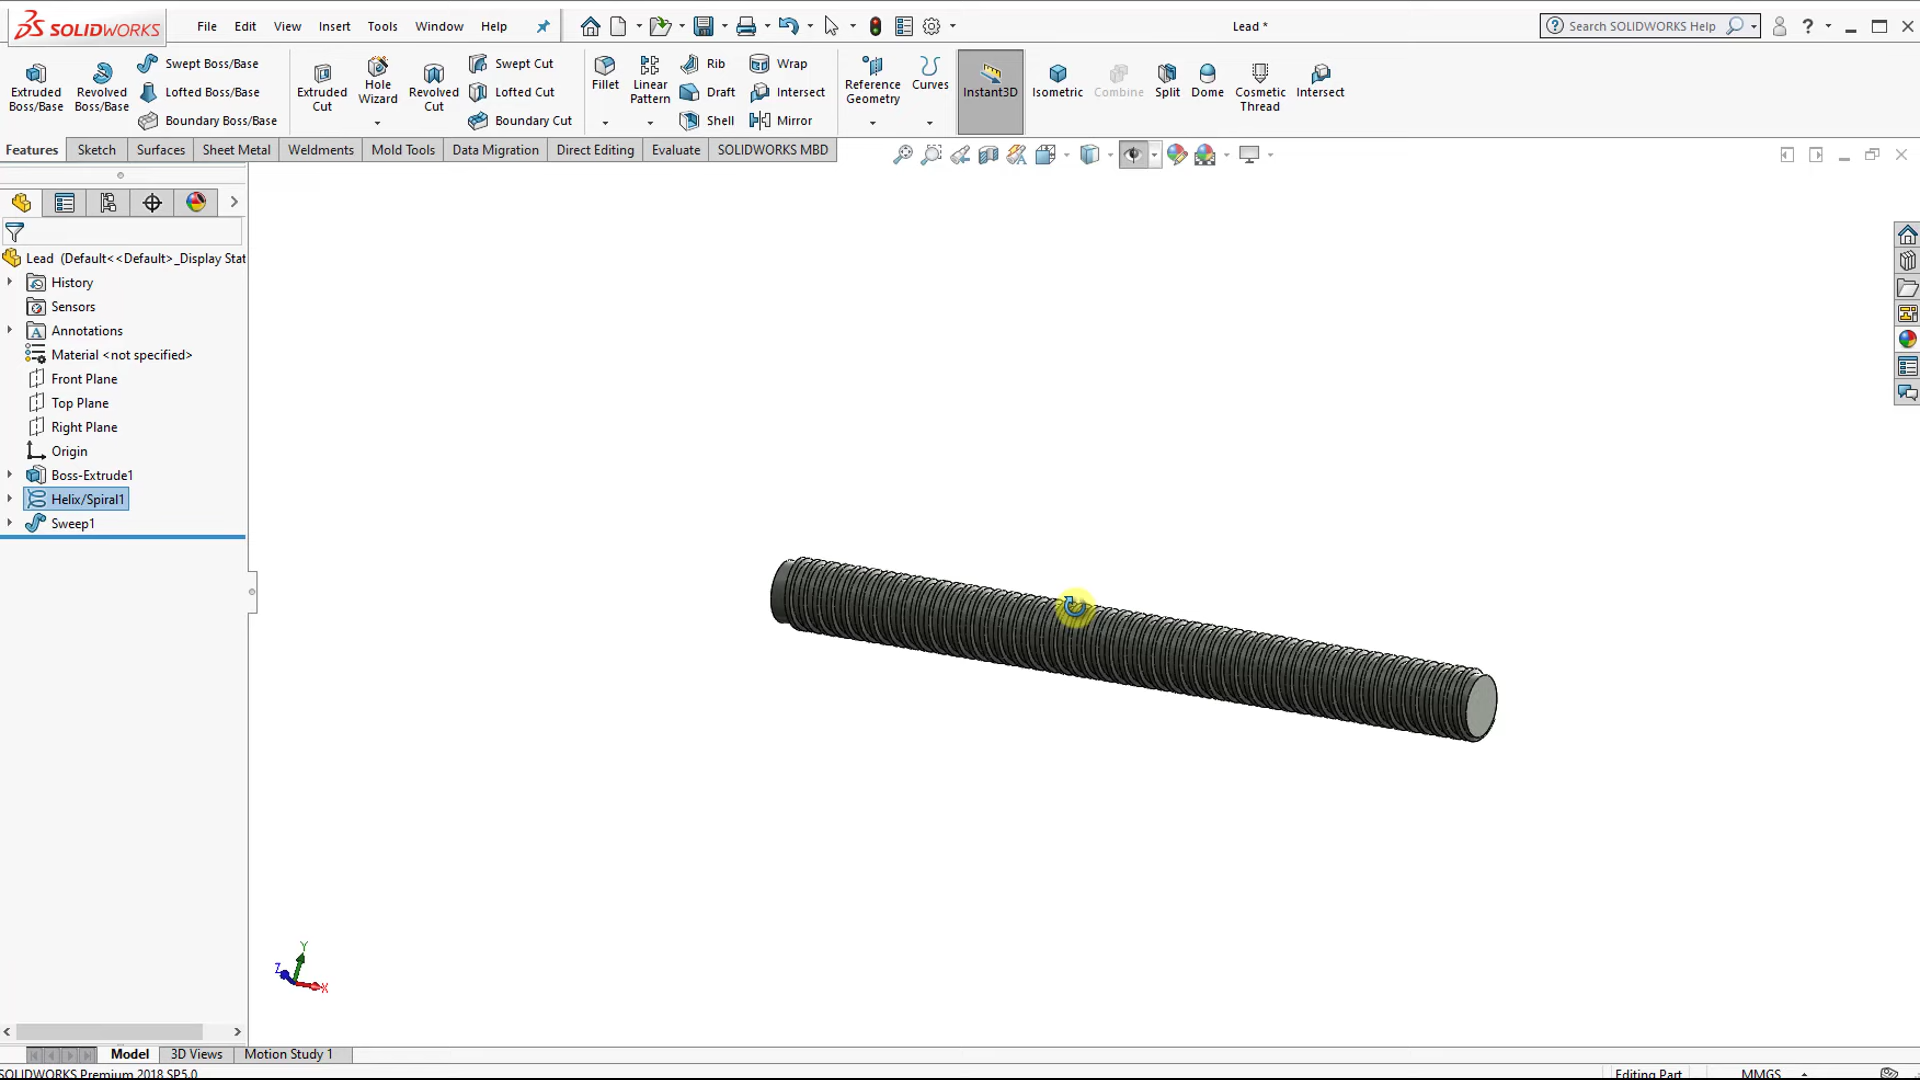 SOLIDWORKS File Edit View Insert Tools Window Help Lead * Search SOLIDWORKS Help ?
Extruded Boss/Base Revolved Boss/Base Swept Boss/Base Lofted Boss/Base Boundary Boss/Base
Extruded Cut Hole Wizard Revolved Cut Swept Cut Lofted Cut Boundary Cut
Fillet Linear Pattern Rib Draft Shell Wrap Intersect Mirror
Reference Geometry Curves Instant3D Isometric Combine Split Dome Cosmetic Thread Intersect
Features Sketch Surfaces Sheet Metal Weldments Mold Tools Data Migration Direct Editing Evaluate SOLIDWORKS MBD
Lead (Default<<Default>_Display Stat
History
Sensors
Annotations
Material <not specified>
Front Plane
Top Plane
Right Plane
Origin
Boss-Extrude1
Helix/Spiral1
Sweep1
Y
Z
X
Model 3D Views Motion Study 1
SOLIDWORKS Premium 2018 SP5.0 Editing Part MMGS